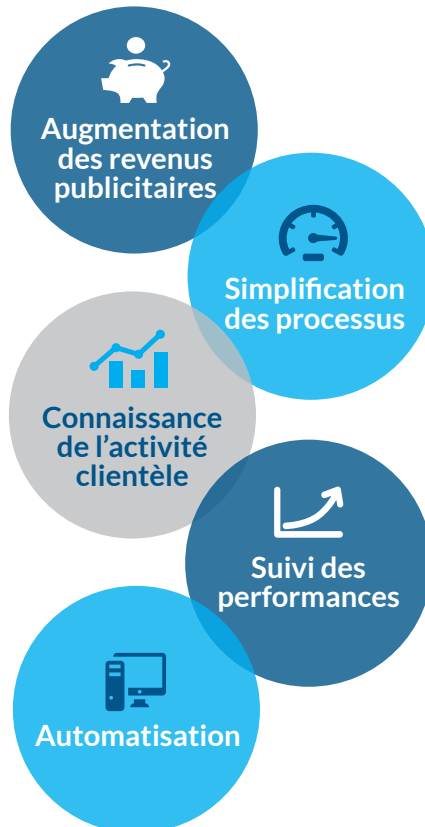 Augmentation
des revenus
publicitaires
Simplification
des processus
Connaissance
de l’activité
clientèle
Suivi des
performances
Automatisation